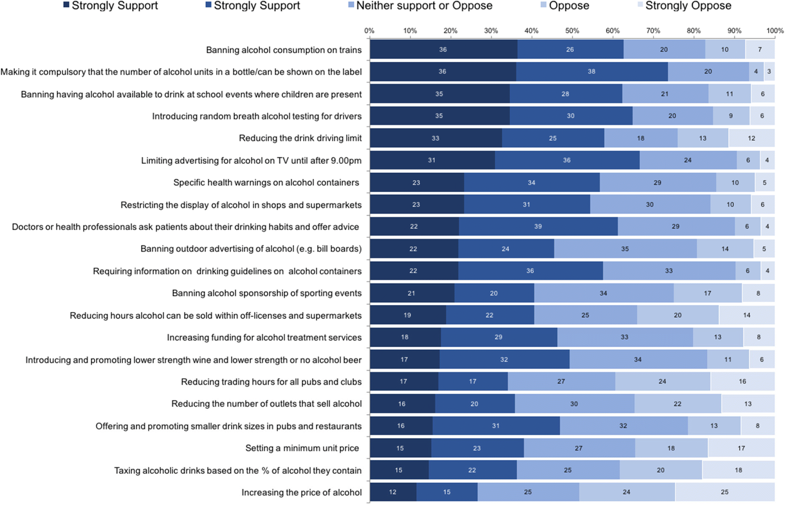 Strongly Support Strongly Support Neither support or Oppose Oppose Strongly Oppose
0% 10% 20% 30% 40% 50% 60% 70% 80% 90% 100%
Banning alcohol consumption on trains 36 26 20 10 7
Making it compulsory that the number of alcohol units in a bottle/can be shown on the label 36 38 20 4 3
Banning having alcohol available to drink at school events where children are present 35 28 21 11 6
Introducing random breath alcohol testing for drivers 35 30 20 9 6
Reducing the drink driving limit 33 25 18 13 12
Limiting advertising for alcohol on TV until after 9.00pm 31 36 24 6 4
Specific health warnings on alcohol containers 23 34 29 10 5
Restricting the display of alcohol in shops and supermarkets 23 31 30 10 6
Doctors or health professionals ask patients about their drinking habits and offer advice 22 39 29 6 4
Banning outdoor advertising of alcohol (e.g. bill boards) 22 24 35 14 5
Requiring information on drinking guidelines on alcohol containers 22 36 33 6 4
Banning alcohol sponsorship of sporting events 21 20 34 17 8
Reducing hours alcohol can be sold within off-licenses and supermarkets 19 22 25 20 14
Increasing funding for alcohol treatment services 18 29 33 13 8
Introducing and promoting lower strength wine and lower strength or no alcohol beer 17 32 34 11 6
Reducing trading hours for all pubs and clubs 17 17 27 24 16
Reducing the number of outlets that sell alcohol 16 20 30 22 13
Offering and promoting smaller drink sizes in pubs and restaurants 16 31 32 13 8
Setting a minimum unit price 15 23 27 18 17
Taxing alcoholic drinks based on the % of alcohol they contain 15 22 25 20 18
Increasing the price of alcohol 12 15 25 24 25